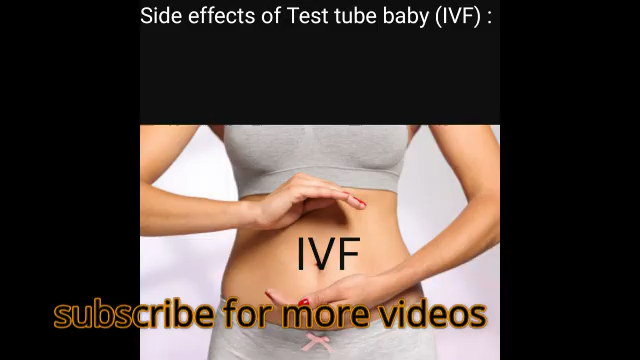 Side effects of Test tube baby (IVF) :
IVF
subscribe for more videos